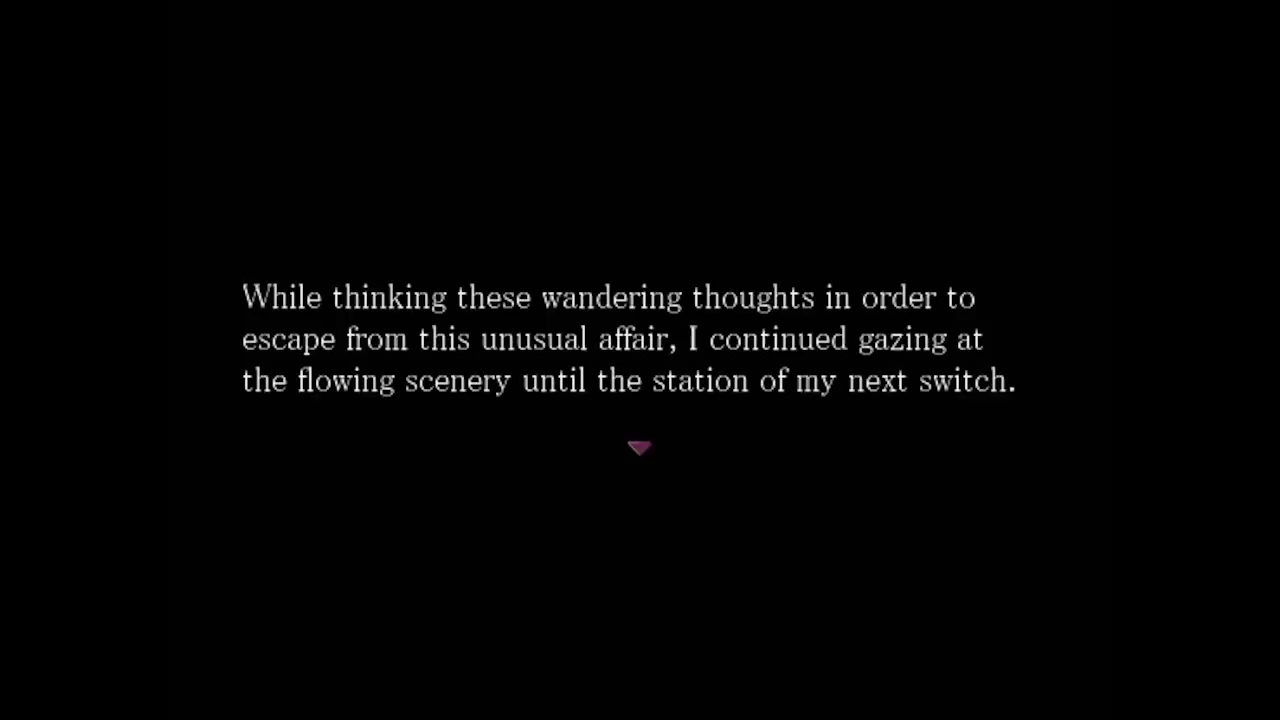 While thinking these wandering thoughts in order to
escape from this unusual affair, I continued gazing at
the flowing scenery until the station of my next switch.